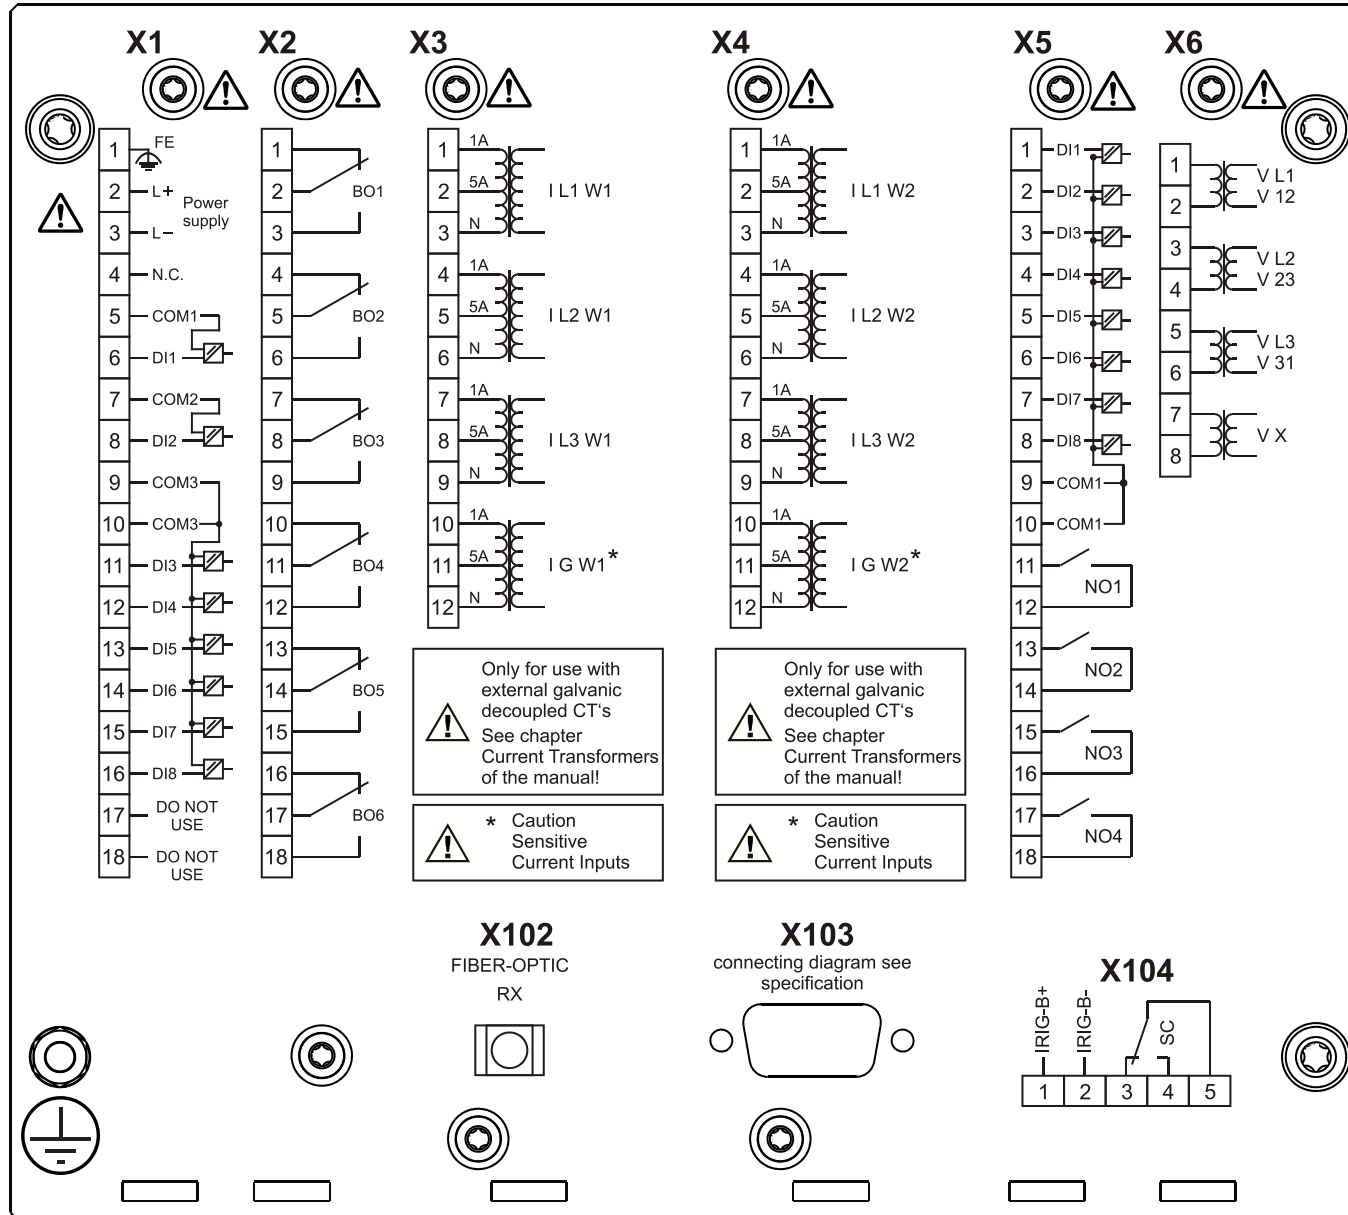 X1
1 FE
2 L+ Power
supply
3 L–
4 N.C.
5 COM1
6 DI1
7 COM2
8 DI2
9 COM3
10 COM3
11 DI3
12 DI4
13 DI5
14 DI6
15 DI7
16 DI8
17 DO NOT
USE
18 DO NOT
USE
X2
1
2 BO1
3
4
5 BO2
6
7
8 BO3
9
10
11 BO4
12
13
14 BO5
15
16
17 BO6
18
X3
1 1A
2 5A I L1 W1
3 N
4 1A
5 5A I L2 W1
6 N
7 1A
8 5A I L3 W1
9 N
10 1A
11 5A I G W1*
12 N
Only for use with
external galvanic
decoupled CT‘s
See chapter
Current Transformers
of the manual!
* Caution
Sensitive
Current Inputs
X4
1 1A
2 5A I L1 W2
3 N
4 1A
5 5A I L2 W2
6 N
7 1A
8 5A I L3 W2
9 N
10 1A
11 5A I G W2*
12 N
Only for use with
external galvanic
decoupled CT‘s
See chapter
Current Transformers
of the manual!
* Caution
Sensitive
Current Inputs
X5
1 DI1
2 DI2
3 DI3
4 DI4
5 DI5
6 DI6
7 DI7
8 DI8
9 COM1
10 COM1
11
NO1
12
13
NO2
14
15
NO3
16
17
NO4
18
X6
1 V L1
2 V 12
3 V L2
4 V 23
5 V L3
6 V 31
7
V X
8
X102
FIBER-OPTIC
RX
X103
connecting diagram see
specification
X104
IRIG-B+
IRIG-B-
SC
1 2 3 4 5